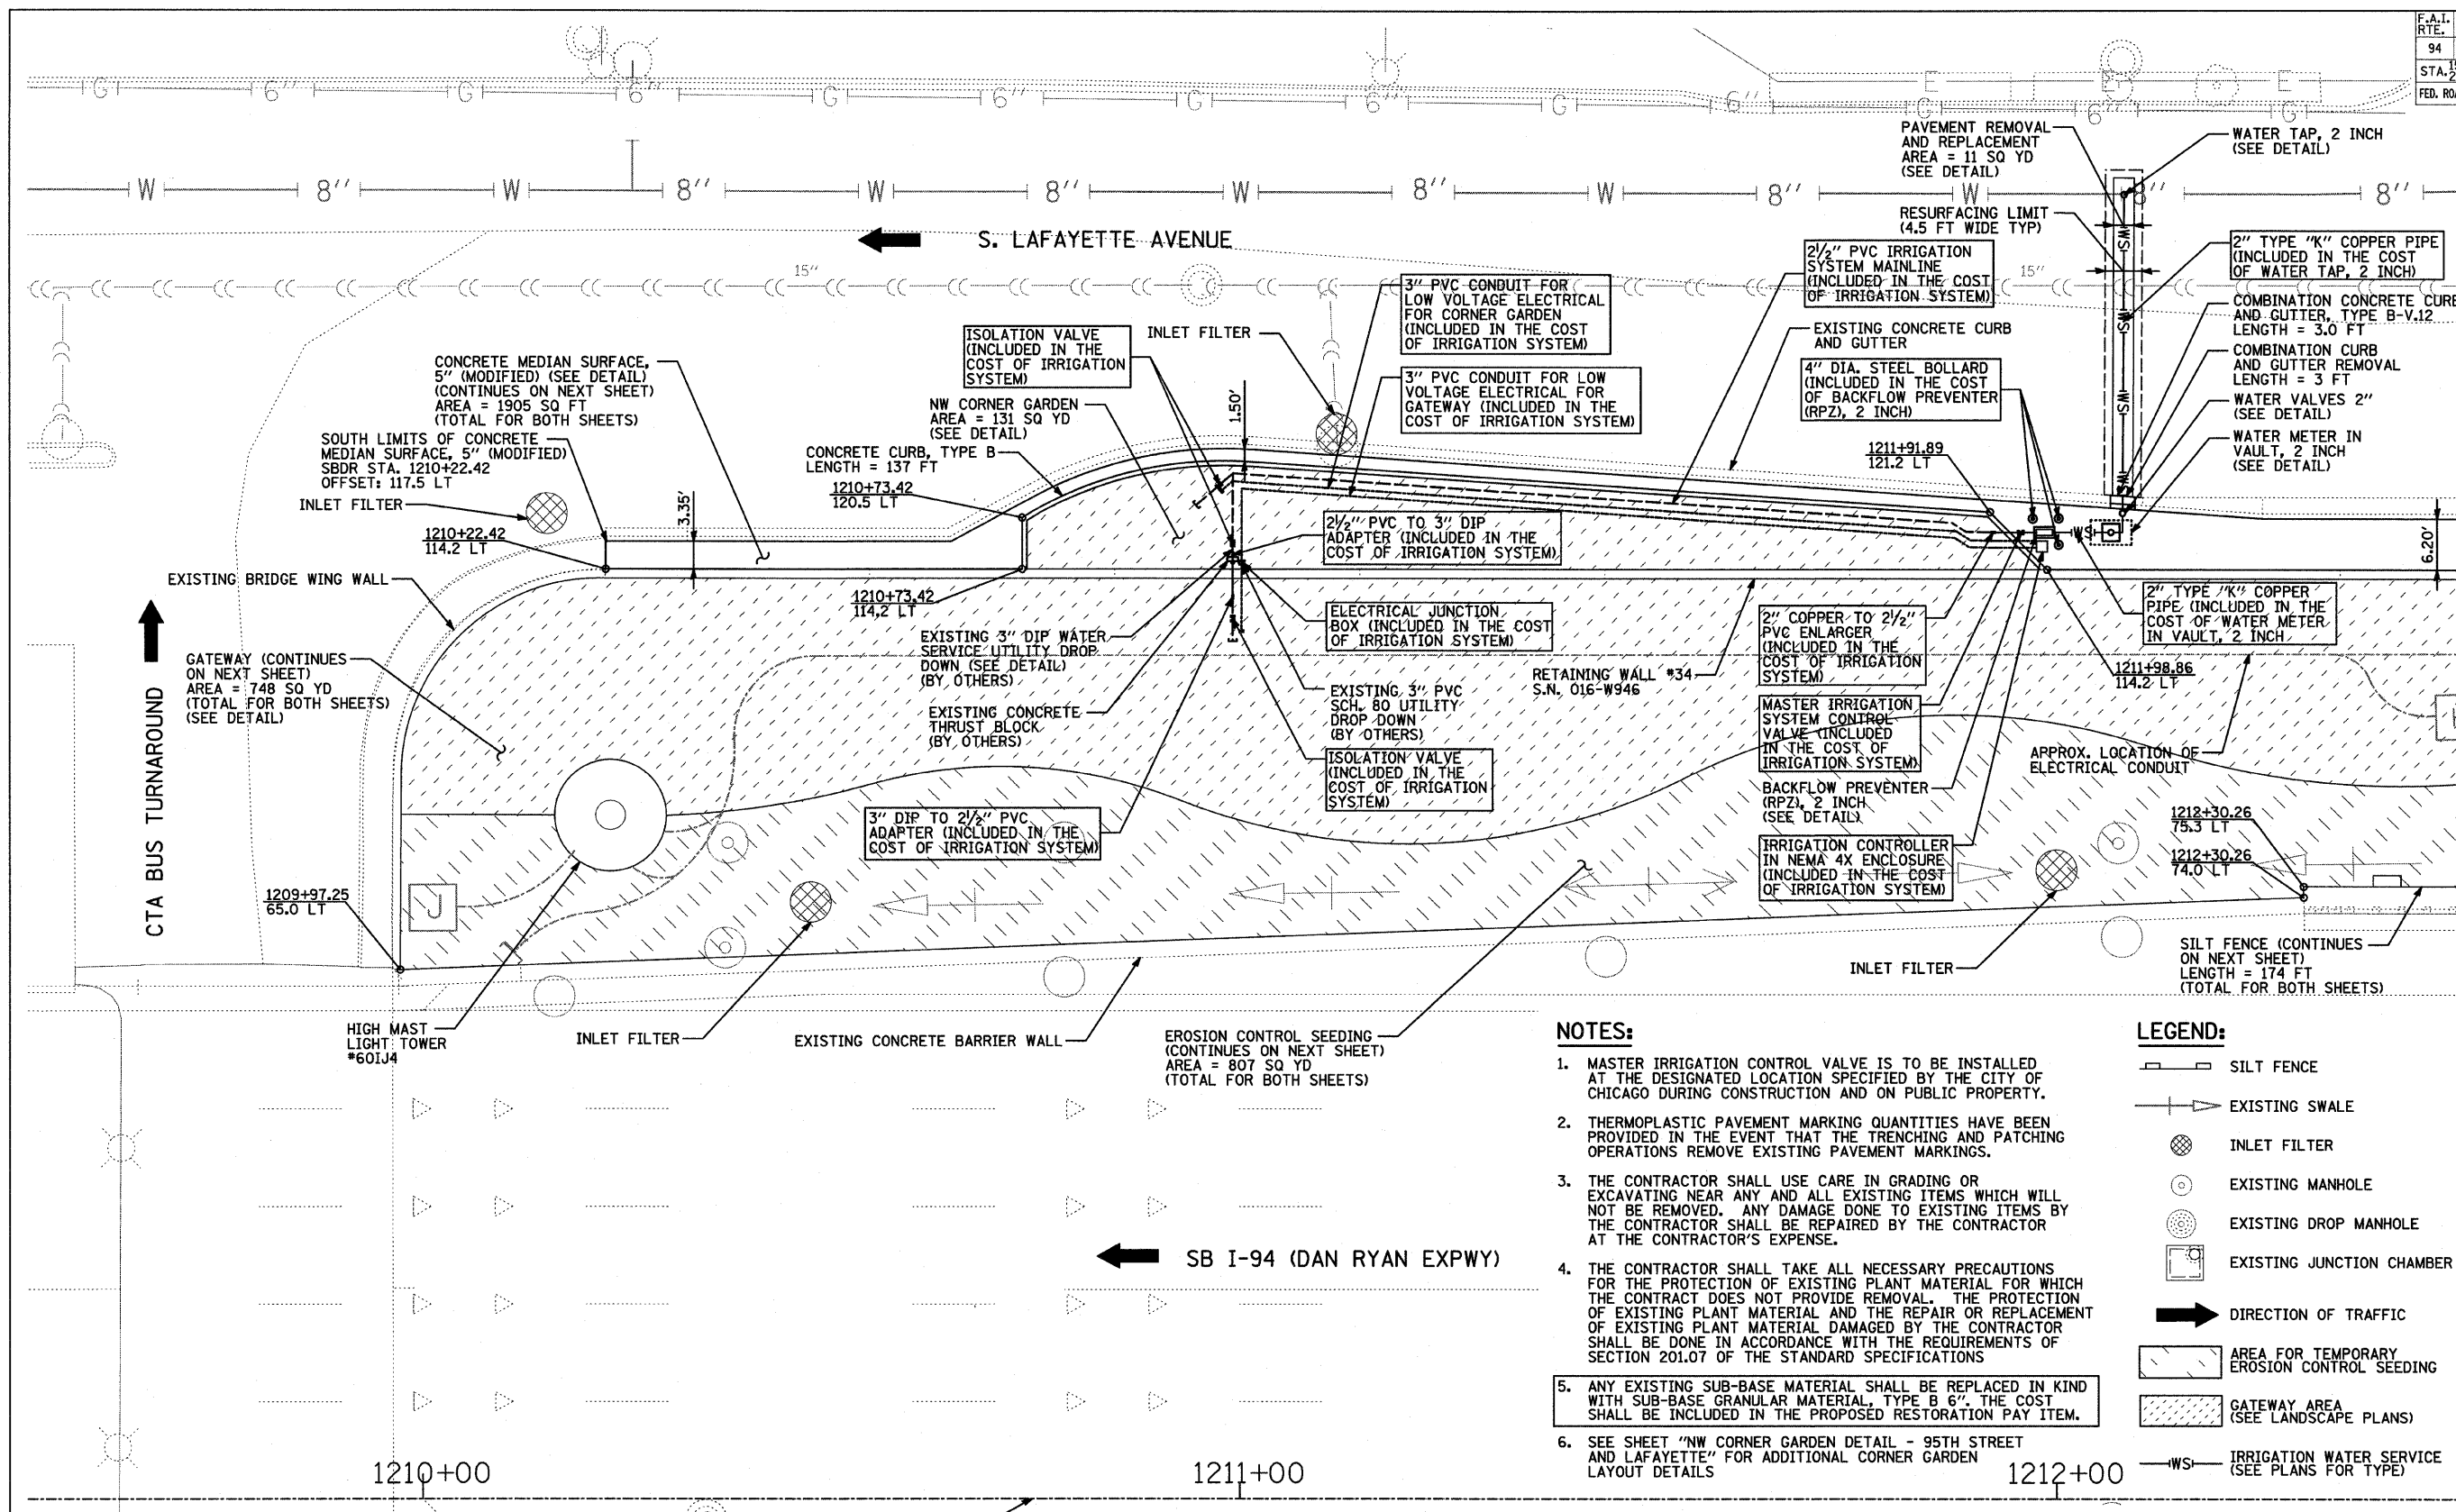 F.A.I.
RTE.
94
STA.
FED. RO
G 6'' G 6'' G 6'' G 6'' 6'' G 6'' G
E E E
W 8'' W 8'' W 8'' W 8'' W 8'' W 8'' 8''
PAVEMENT REMOVAL
AND REPLACEMENT
AREA = 11 SQ YD
(SEE DETAIL)
WATER TAP, 2 INCH
(SEE DETAIL)
RESURFACING LIMIT
(4.5 FT WIDE TYP)
S. LAFAYETTE AVENUE
15''
15''
2" TYPE "K" COPPER PIPE
(INCLUDED IN THE COST
OF WATER TAP, 2 INCH)
2½" PVC IRRIGATION
SYSTEM MAINLINE
(INCLUDED IN THE COST
OF IRRIGATION SYSTEM)
3" PVC CONDUIT FOR
LOW VOLTAGE ELECTRICAL
FOR CORNER GARDEN
(INCLUDED IN THE COST
OF IRRIGATION SYSTEM)
COMBINATION CONCRETE CURB
AND GUTTER, TYPE B-V.12
LENGTH = 3.0 FT
COMBINATION CURB
AND GUTTER REMOVAL
LENGTH = 3 FT
WATER VALVES 2"
(SEE DETAIL)
WATER METER IN
VAULT, 2 INCH
(SEE DETAIL)
EXISTING CONCRETE CURB
AND GUTTER
4" DIA. STEEL BOLLARD
(INCLUDED IN THE COST
OF BACKFLOW PREVENTER
(RPZ), 2 INCH)
ISOLATION VALVE
(INCLUDED IN THE
COST OF IRRIGATION
SYSTEM)
INLET FILTER
3" PVC CONDUIT FOR LOW
VOLTAGE ELECTRICAL FOR
GATEWAY (INCLUDED IN THE
COST OF IRRIGATION SYSTEM)
CONCRETE MEDIAN SURFACE,
5" (MODIFIED) (SEE DETAIL)
(CONTINUES ON NEXT SHEET)
AREA = 1905 SQ FT
(TOTAL FOR BOTH SHEETS)
NW CORNER GARDEN
AREA = 131 SQ YD
(SEE DETAIL)
1.50'
SOUTH LIMITS OF CONCRETE
MEDIAN SURFACE, 5" (MODIFIED)
SBDR STA. 1210+22.42
OFFSET: 117.5 LT
CONCRETE CURB, TYPE B
LENGTH = 137 FT
1210+73.42
120.5 LT
1211+91.89
121.2 LT
INLET FILTER
3.35'
1210+22.42
114.2 LT
2½" PVC TO 3" DIP
ADAPTER (INCLUDED IN THE
COST OF IRRIGATION SYSTEM)
WS WS WS WS
WS
6.20'
EXISTING BRIDGE WING WALL
1210+73.42
114.2 LT
EXISTING 3" DIP WATER
SERVICE UTILITY DROP
DOWN (SEE DETAIL)
(BY OTHERS)
ELECTRICAL JUNCTION
BOX (INCLUDED IN THE COST
OF IRRIGATION SYSTEM)
2" COPPER TO 2½"
PVC ENLARGER
(INCLUDED IN THE
COST OF IRRIGATION
SYSTEM)
2" TYPE "K" COPPER
PIPE (INCLUDED IN THE
COST OF WATER METER
IN VAULT, 2 INCH
GATEWAY (CONTINUES
ON NEXT SHEET)
AREA = 748 SQ YD
(TOTAL FOR BOTH SHEETS)
(SEE DETAIL)
EXISTING CONCRETE
THRUST BLOCK
(BY OTHERS)
EXISTING 3" PVC
SCH. 80 UTILITY
DROP DOWN
(BY OTHERS)
RETAINING WALL #34
S.N. 016-W946
1211+98.86
114.2 LT
MASTER IRRIGATION
SYSTEM CONTROL
VALVE (INCLUDED
IN THE COST OF
IRRIGATION SYSTEM)
APPROX. LOCATION OF
ELECTRICAL CONDUIT
CTA BUS TURNAROUND
ISOLATION VALVE
(INCLUDED IN THE
COST OF IRRIGATION
SYSTEM)
BACKFLOW PREVENTER
(RPZ), 2 INCH
(SEE DETAIL)
3" DIP TO 2½" PVC
ADAPTER (INCLUDED IN THE
COST OF IRRIGATION SYSTEM)
IRRIGATION CONTROLLER
IN NEMA 4X ENCLOSURE
(INCLUDED IN THE COST
OF IRRIGATION SYSTEM)
1212+30.26
75.3 LT
1212+30.26
74.0 LT
1209+97.25
65.0 LT
J
HIGH MAST
LIGHT TOWER
#60IJ4
INLET FILTER
EXISTING CONCRETE BARRIER WALL
EROSION CONTROL SEEDING
(CONTINUES ON NEXT SHEET)
AREA = 807 SQ YD
(TOTAL FOR BOTH SHEETS)
INLET FILTER
SILT FENCE (CONTINUES
ON NEXT SHEET)
LENGTH = 174 FT
(TOTAL FOR BOTH SHEETS)
SB I-94 (DAN RYAN EXPWY)
NOTES:
1. MASTER IRRIGATION CONTROL VALVE IS TO BE INSTALLED
AT THE DESIGNATED LOCATION SPECIFIED BY THE CITY OF
CHICAGO DURING CONSTRUCTION AND ON PUBLIC PROPERTY.
2. THERMOPLASTIC PAVEMENT MARKING QUANTITIES HAVE BEEN
PROVIDED IN THE EVENT THAT THE TRENCHING AND PATCHING
OPERATIONS REMOVE EXISTING PAVEMENT MARKINGS.
3. THE CONTRACTOR SHALL USE CARE IN GRADING OR
EXCAVATING NEAR ANY AND ALL EXISTING ITEMS WHICH WILL
NOT BE REMOVED. ANY DAMAGE DONE TO EXISTING ITEMS BY
THE CONTRACTOR SHALL BE REPAIRED BY THE CONTRACTOR
AT THE CONTRACTOR'S EXPENSE.
4. THE CONTRACTOR SHALL TAKE ALL NECESSARY PRECAUTIONS
FOR THE PROTECTION OF EXISTING PLANT MATERIAL FOR WHICH
THE CONTRACT DOES NOT PROVIDE REMOVAL. THE PROTECTION
OF EXISTING PLANT MATERIAL AND THE REPAIR OR REPLACEMENT
OF EXISTING PLANT MATERIAL DAMAGED BY THE CONTRACTOR
SHALL BE DONE IN ACCORDANCE WITH THE REQUIREMENTS OF
SECTION 201.07 OF THE STANDARD SPECIFICATIONS
5. ANY EXISTING SUB-BASE MATERIAL SHALL BE REPLACED IN KIND
WITH SUB-BASE GRANULAR MATERIAL, TYPE B 6". THE COST
SHALL BE INCLUDED IN THE PROPOSED RESTORATION PAY ITEM.
6. SEE SHEET "NW CORNER GARDEN DETAIL - 95TH STREET
AND LAFAYETTE" FOR ADDITIONAL CORNER GARDEN
LAYOUT DETAILS
LEGEND:
SILT FENCE
EXISTING SWALE
INLET FILTER
EXISTING MANHOLE
EXISTING DROP MANHOLE
EXISTING JUNCTION CHAMBER
DIRECTION OF TRAFFIC
AREA FOR TEMPORARY
EROSION CONTROL SEEDING
GATEWAY AREA
(SEE LANDSCAPE PLANS)
WS IRRIGATION WATER SERVICE
(SEE PLANS FOR TYPE)
1210+00
1211+00
1212+00